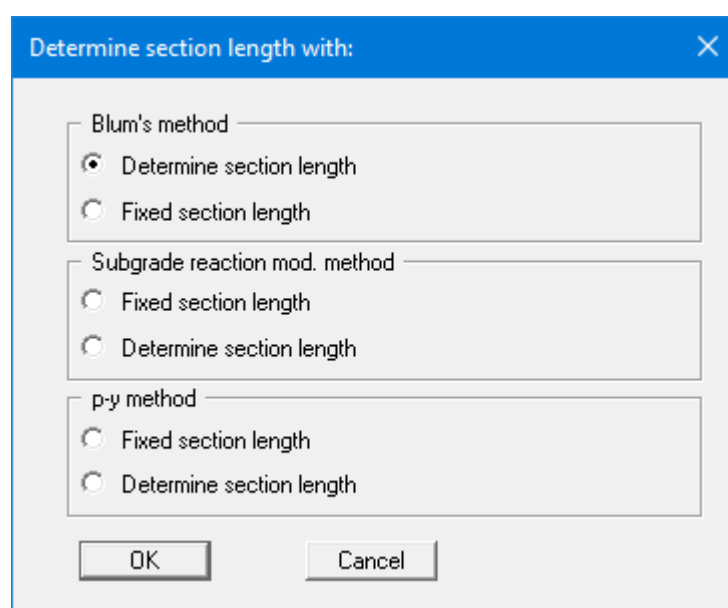 Determine section length with:
Blum's method
Determine section length
Fixed section length
Subgrade reaction mod. method
Fixed section length
Determine section length
p-y method
Fixed section length
Determine section length
OK
Cancel